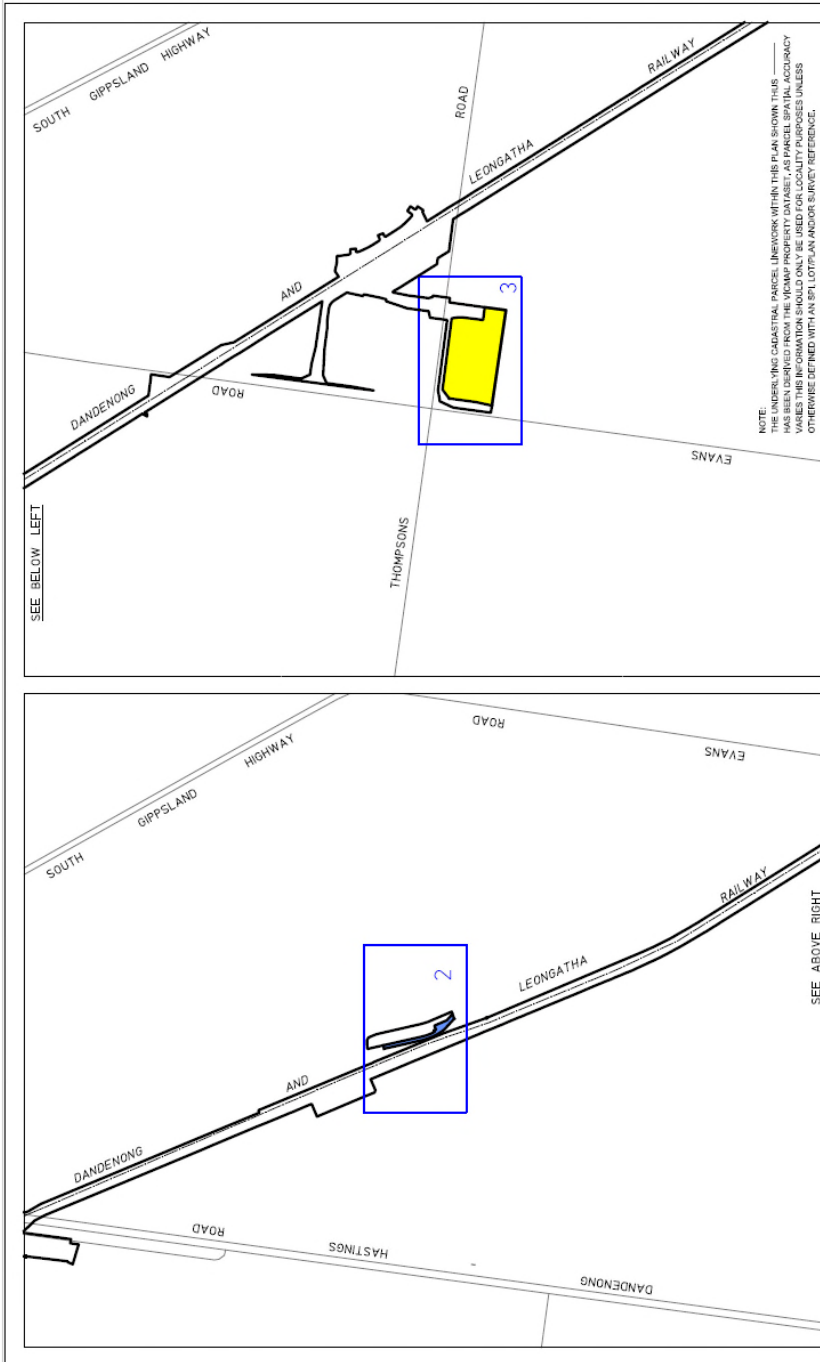 SOUTH GIPPSLAND HIGHWAY
RAILWAY
ROAD
LEONGATHA
AND
DANDENONG
ROAD
3
EVANS
THOMPSONS
SEE BELOW LEFT
NOTE:
THE UNDERLYING CADASTRAL PARCEL LINEWORK WITHIN THIS PLAN SHOWN THUS
HAS BEEN DERIVED FROM THE VICMAP PROPERTY DATASET, AS PARCEL SPATIAL ACCURACY
VARIES THIS INFORMATION SHOULD ONLY BE USED FOR LOCALITY PURPOSES UNLESS
OTHERWISE DEFINED WITH AN SPI, LOT/PLAN AND/OR SURVEY REFERENCE.
SOUTH GIPPSLAND HIGHWAY
ROAD
EVANS
RAILWAY
LEONGATHA
2
AND
DANDENONG
ROAD
HASTINGS
DANDENONG
SEE ABOVE RIGHT